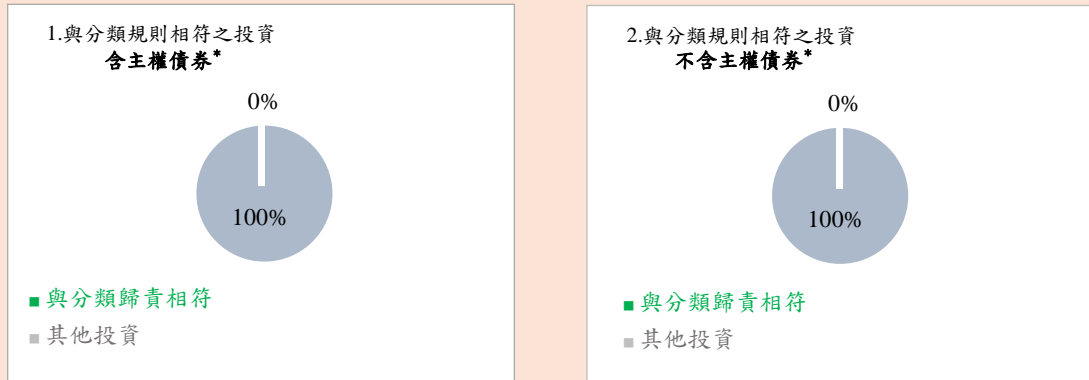 1.與分類規則相符之投資
含主權債券*
0%
100%
■ 與分類歸責相符
■ 其他投資
2.與分類規則相符之投資
不含主權債券*
0%
100%
■ 與分類歸責相符
■ 其他投資